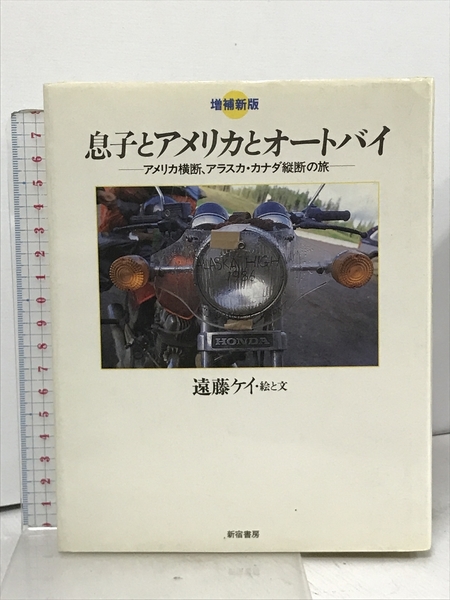 増補新版
息子とアメリカとオートバイ
アメリカ横断、アラスカ・カナダ縦断の旅
ALASKA HIGH
HONDA
遠藤ケイ・絵と文
新宿書房